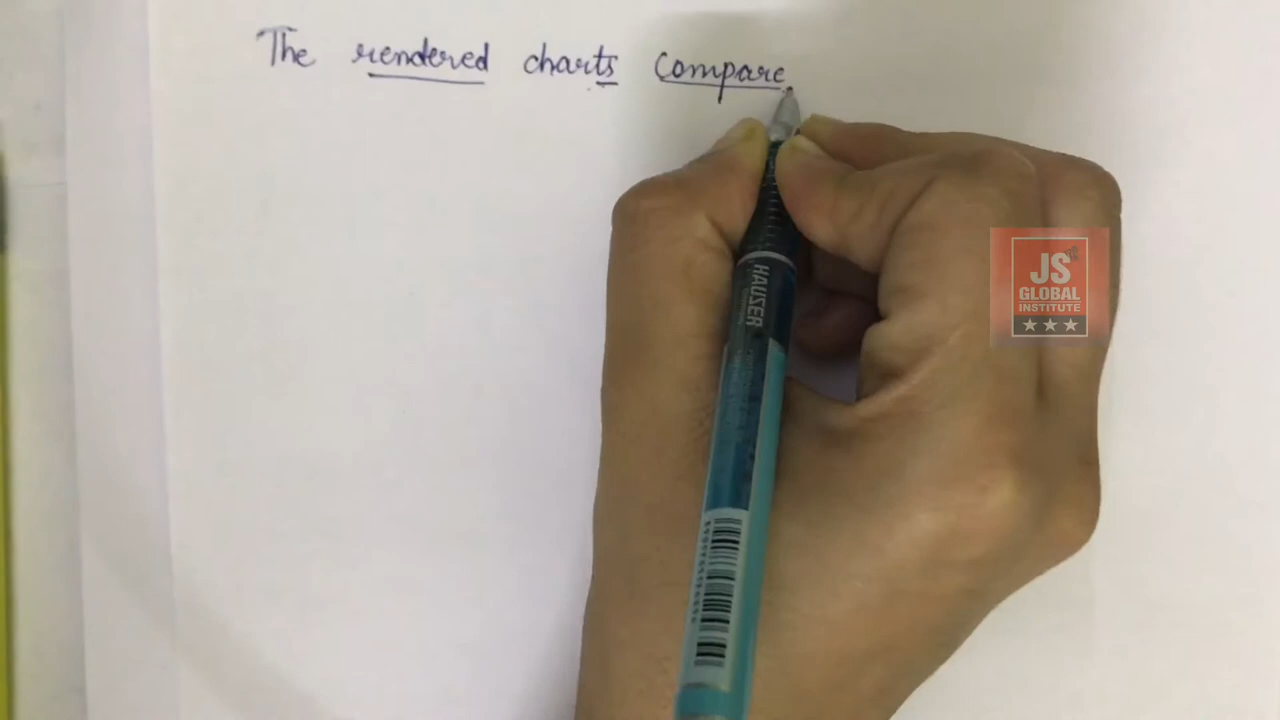 The rendered charts compare
HAUSER
JS
GLOBAL
INSTITUTE